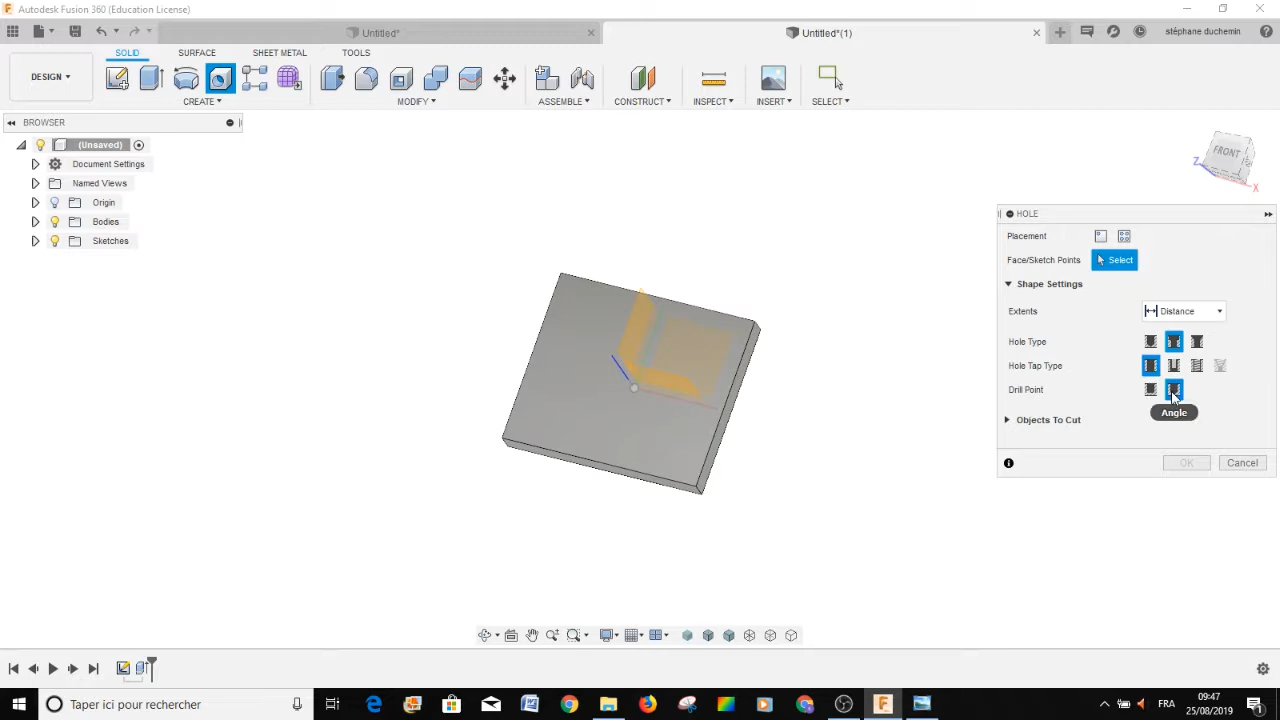 Autodesk Fusion 360 (Education License)
Untitled*
Untitled*(1)
stéphane duchemin
SOLID
SURFACE
SHEET METAL
TOOLS
DESIGN
CREATE
MODIFY
ASSEMBLE
CONSTRUCT
INSPECT
INSERT
SELECT
BROWSER
(Unsaved)
Document Settings
Named Views
Origin
Bodies
Sketches
FRONT
Z
X
HOLE
Placement
Face/Sketch Points
Select
Shape Settings
Extents
Distance
Hole Type
Hole Tap Type
Drill Point
Angle
Objects To Cut
OK
Cancel
Taper ici pour rechercher
FRA
09:47
25/08/2019